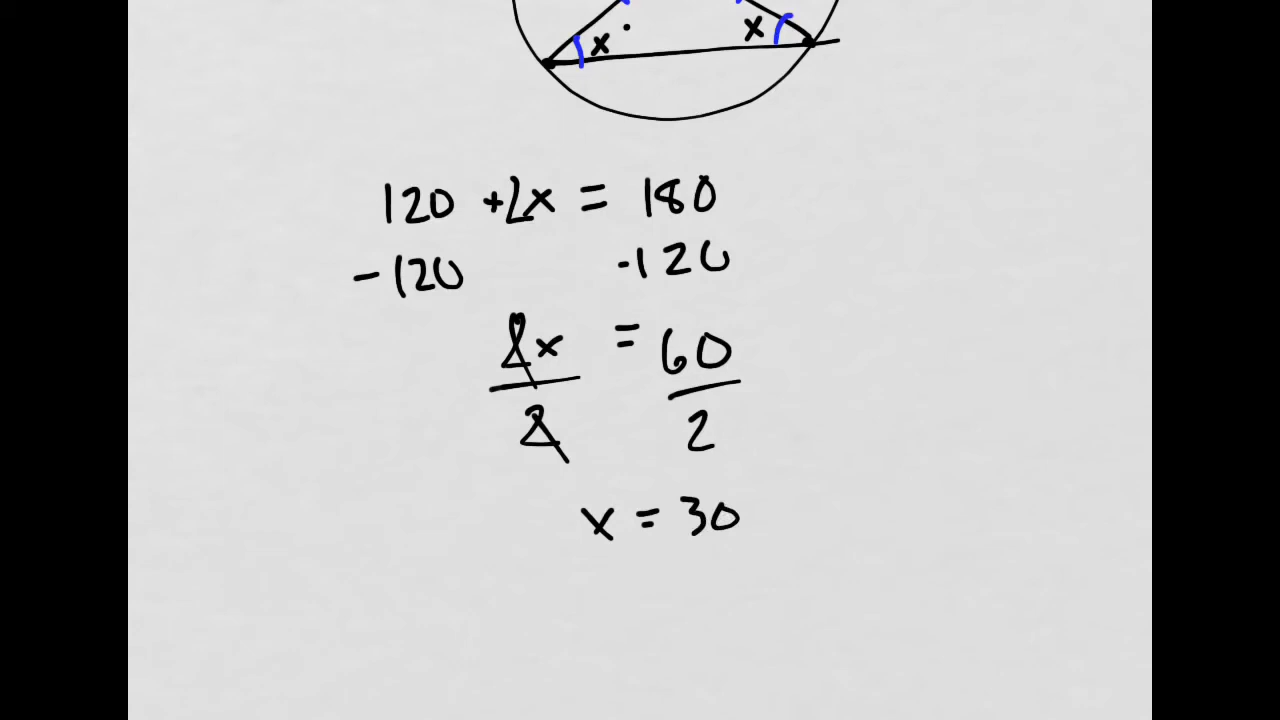 x x
120 +2x = 180
-120 -120
2x = 60
2 2
x = 30